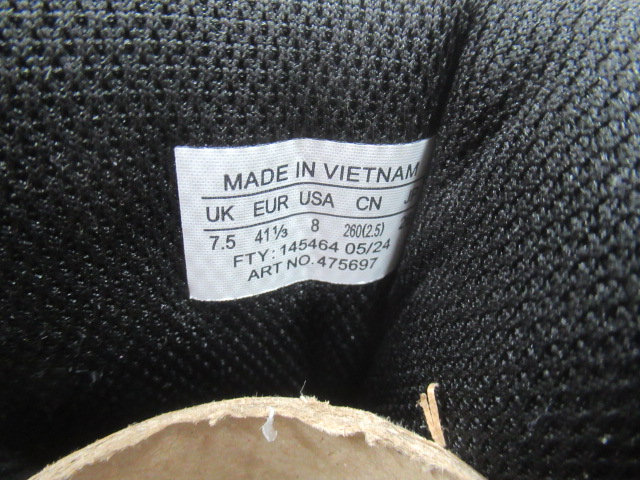 MADE IN VIETNAM
UK EUR USA CN
7.5 41⅓ 8 260(2.5)
FTY: 145464 05/24
ART NO. 475697